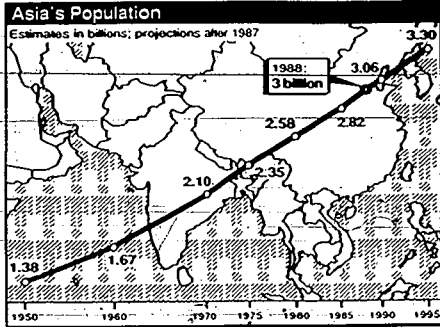 Asia's Population
Estimates in billions; projections after 1987
3.30
3.06
1988:
3 billion
2.82
2.58
2.35
2.10
1.67
1.38
1950 1960 1970 1975 1980 1985 1990 1995